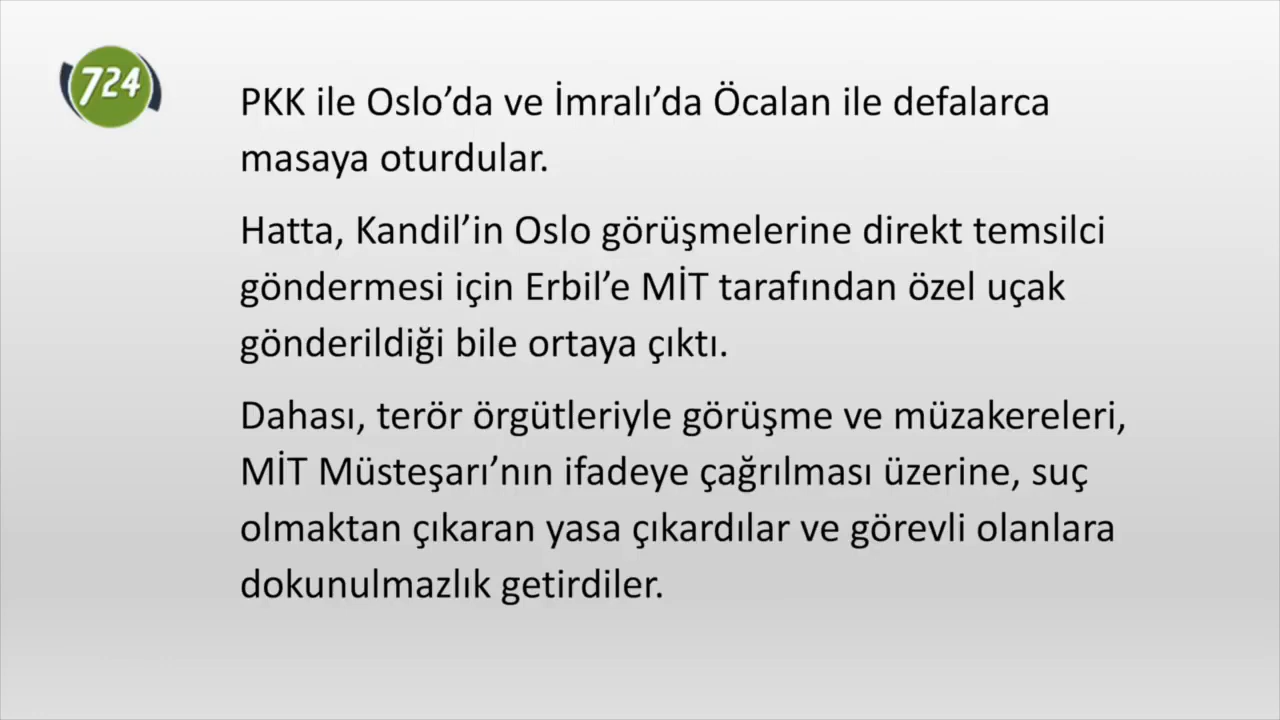 724
PKK ile Oslo’da ve İmralı’da Öcalan ile defalarca
masaya oturdular.
Hatta, Kandil’in Oslo görüşmelerine direkt temsilci
göndermesi için Erbil’e MİT tarafından özel uçak
gönderildiği bile ortaya çıktı.
Dahası, terör örgütleriyle görüşme ve müzakereleri,
MİT Müsteşarı’nın ifadeye çağrılması üzerine, suç
olmaktan çıkaran yasa çıkardılar ve görevli olanlara
dokunulmazlık getirdiler.